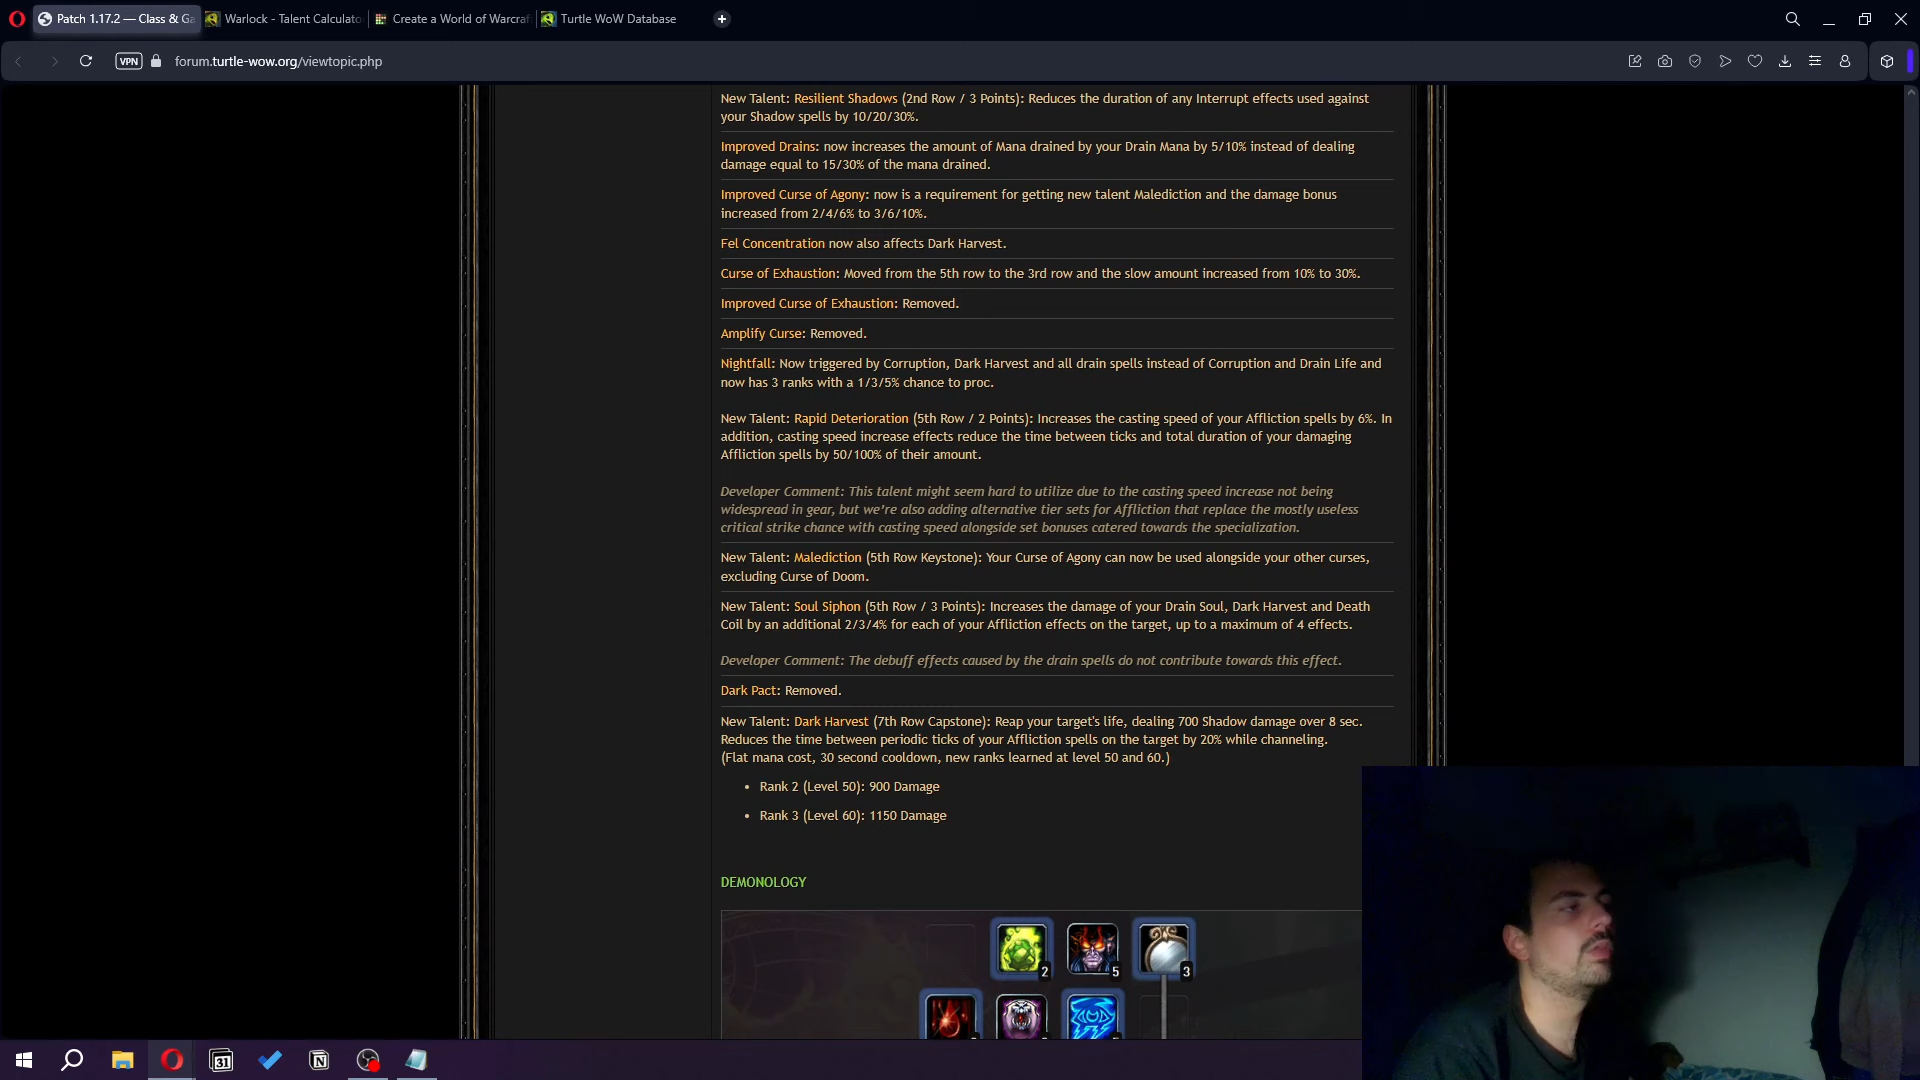 Patch 1.17.2 — Class & Ga
Warlock - Talent Calculato
Create a World of Warcraf
Turtle WoW Database
VPN
forum.turtle-wow.org/viewtopic.php
New Talent: Resilient Shadows (2nd Row / 3 Points): Reduces the duration of any Interrupt effects used against
your Shadow spells by 10/20/30%.
Improved Drains: now increases the amount of Mana drained by your Drain Mana by 5/10% instead of dealing
damage equal to 15/30% of the mana drained.
Improved Curse of Agony: now is a requirement for getting new talent Malediction and the damage bonus
increased from 2/4/6% to 3/6/10%.
Fel Concentration now also affects Dark Harvest.
Curse of Exhaustion: Moved from the 5th row to the 3rd row and the slow amount increased from 10% to 30%.
Improved Curse of Exhaustion: Removed.
Amplify Curse: Removed.
Nightfall: Now triggered by Corruption, Dark Harvest and all drain spells instead of Corruption and Drain Life and
now has 3 ranks with a 1/3/5% chance to proc.
New Talent: Rapid Deterioration (5th Row / 2 Points): Increases the casting speed of your Affliction spells by 6%. In
addition, casting speed increase effects reduce the time between ticks and total duration of your damaging
Affliction spells by 50/100% of their amount.
Developer Comment: This talent might seem hard to utilize due to the casting speed increase not being
widespread in gear, but we're also adding alternative tier sets for Affliction that replace the mostly useless
critical strike chance with casting speed alongside set bonuses catered towards the specialization.
New Talent: Malediction (5th Row Keystone): Your Curse of Agony can now be used alongside your other curses,
excluding Curse of Doom.
New Talent: Soul Siphon (5th Row / 3 Points): Increases the damage of your Drain Soul, Dark Harvest and Death
Coil by an additional 2/3/4% for each of your Affliction effects on the target, up to a maximum of 4 effects.
Developer Comment: The debuff effects caused by the drain spells do not contribute towards this effect.
Dark Pact: Removed.
New Talent: Dark Harvest (7th Row Capstone): Reap your target's life, dealing 700 Shadow damage over 8 sec.
Reduces the time between periodic ticks of your Affliction spells on the target by 20% while channeling.
(Flat mana cost, 30 second cooldown, new ranks learned at level 50 and 60.)
• Rank 2 (Level 50): 900 Damage
• Rank 3 (Level 60): 1150 Damage
DEMONOLOGY
2
5
3
31